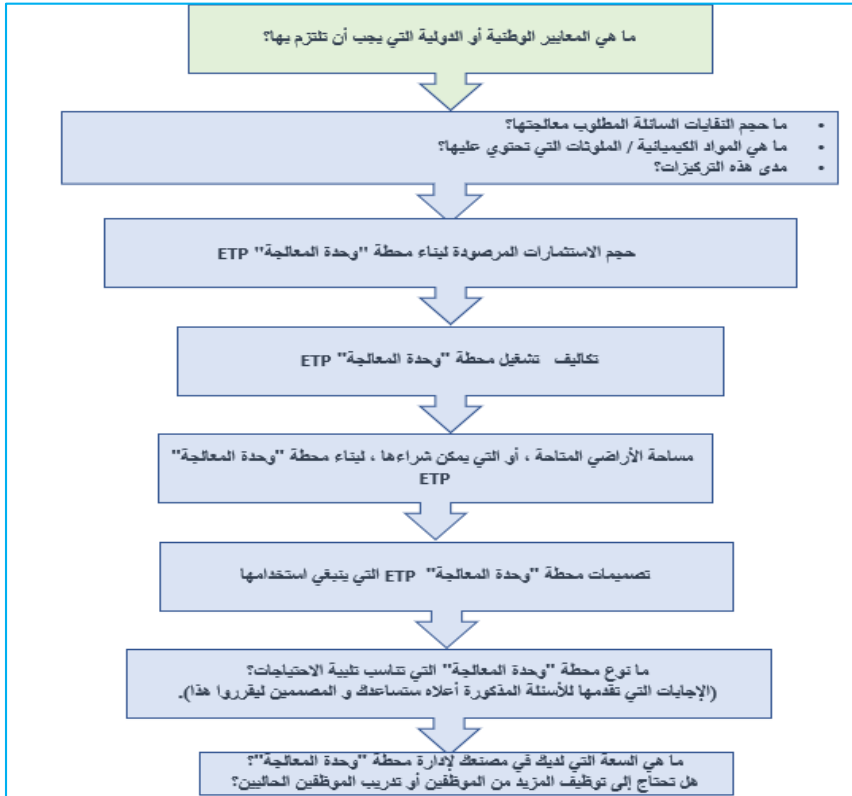 ما هي المعايير الوطنية أو الدولية التي يجب أن تلتزم بها؟
• ما حجم النفايات السائلة المطلوب معالجتها؟
• ما هي المواد الكيميائية / الملوثات التي تحتوي عليها؟
• مدى هذه التركيزات؟
حجم الاستثمارات المرصودة لبناء محطة "وحدة المعالجة" ETP
تكاليف تشغيل محطة "وحدة المعالجة" ETP
مساحة الأراضي المتاحة ، أو التي يمكن شراءها ، لبناء محطة "وحدة المعالجة"
ETP
تصميمات محطة "وحدة المعالجة" ETP التي ينبغي استخدامها
ما نوع محطة "وحدة المعالجة" التي تناسب تلبية الاحتياجات؟
(الإجابات التي تقدمها للأسئلة المذكورة أعلاه ستساعدك و المصممين ليقرروا هذا).
ما هي السعة التي لديك في مصنعك لإدارة محطة "وحدة المعالجة"؟
هل تحتاج إلى توظيف المزيد من الموظفين أو تدريب الموظفين الحاليين؟